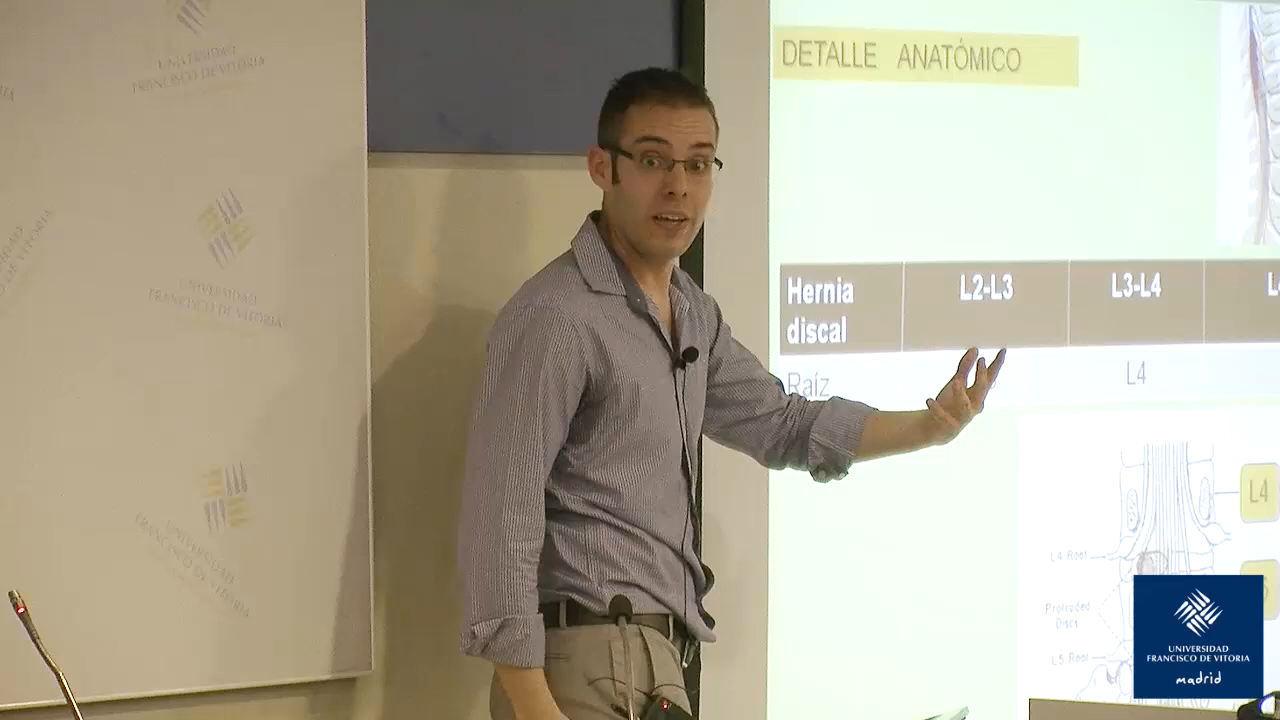 UNIVERSIDAD
FRANCISCO DE VITORIA
UNIVERSIDAD
FRANCISCO DE VITORIA
UNIVERSIDAD
FRANCISCO DE VITORIA
DETALLE ANATÓMICO
Hernia discal
L2-L3
L3-L4
Raíz
L4
L4
L4 Root
Protruded
Disc
L5 Root
UNIVERSIDAD
FRANCISCO DE VITORIA
madrid